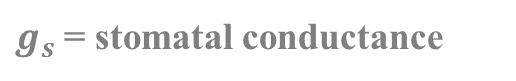 gₛ = stomatal conductance